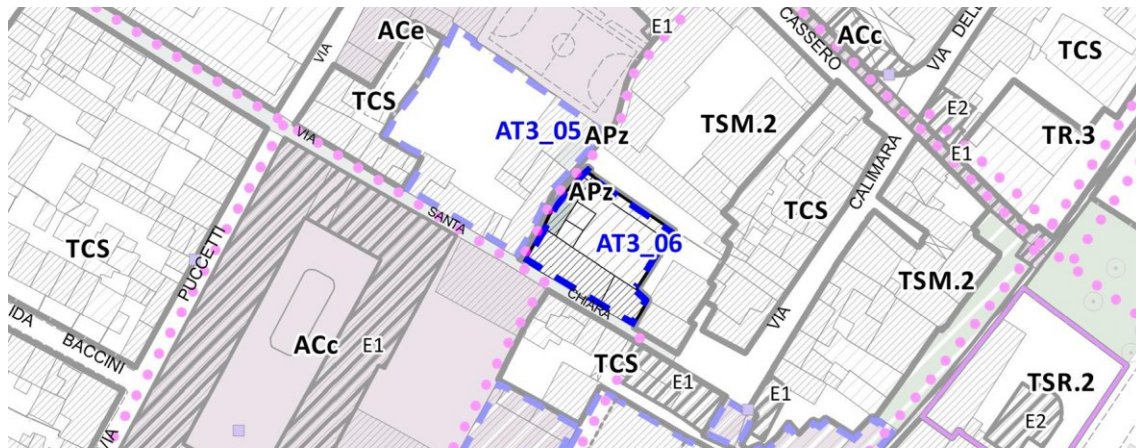 ACe
E1
CASSERO
ACc
VIA DELL
TCS
VIA
TCS
AT3_05
APz
TSM.2
E2
TR.3
E1
VIA
SANTA
APz
TCS
CALIMARA
TCS
AT3_06
TSM.2
PUCCETTI
CHIARA
VIA
IDA BACCINI
ACc
E1
TCS
E1
E1
TSR.2
E2
VIA